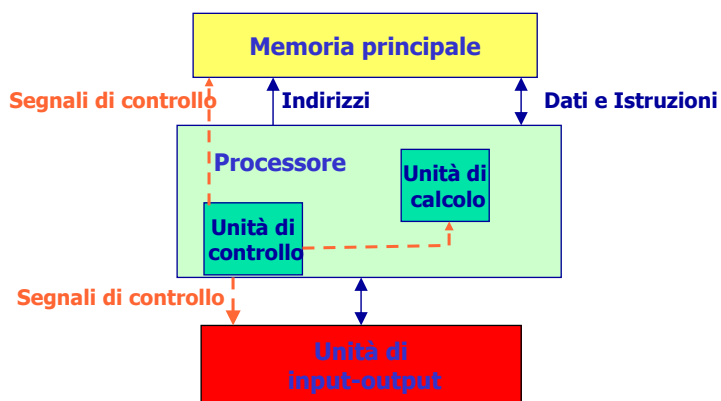 Memoria principale
Segnali di controllo
Indirizzi
Dati e Istruzioni
Processore
Unità di
calcolo
Unità di
controllo
Segnali di controllo
Unità di
input-output